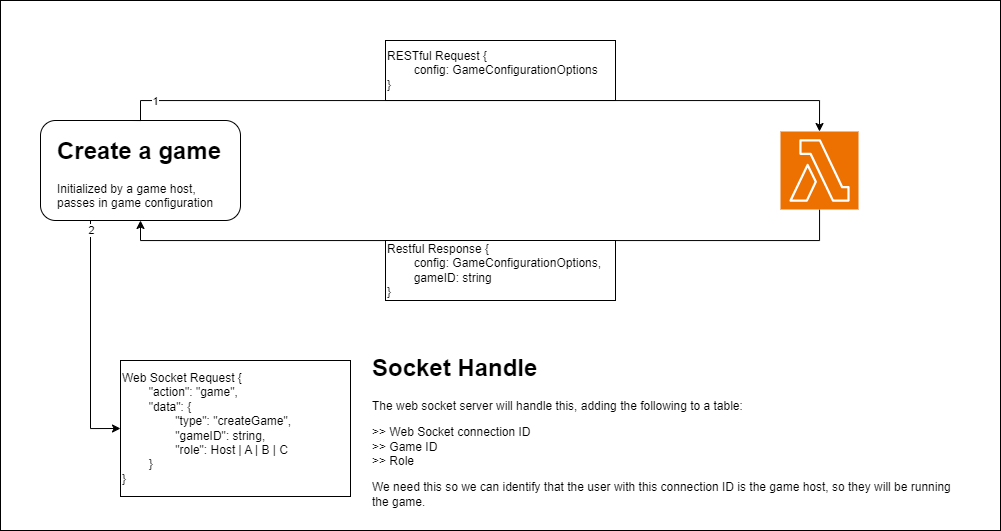 RESTful Request {
config: GameConfigurationOptions
}
1
Create a game
Initialized by a game host,
passes in game configuration
2
Restful Response {
config: GameConfigurationOptions,
gameID: string
}
Web Socket Request {
"action": "game",
"data": {
"type": "createGame",
"gameID": string,
"role": Host | A | B | C
}
}
Socket Handle
The web socket server will handle this, adding the following to a table:
>> Web Socket connection ID
>> Game ID
>> Role
We need this so we can identify that the user with this connection ID is the game host, so they will be running
the game.